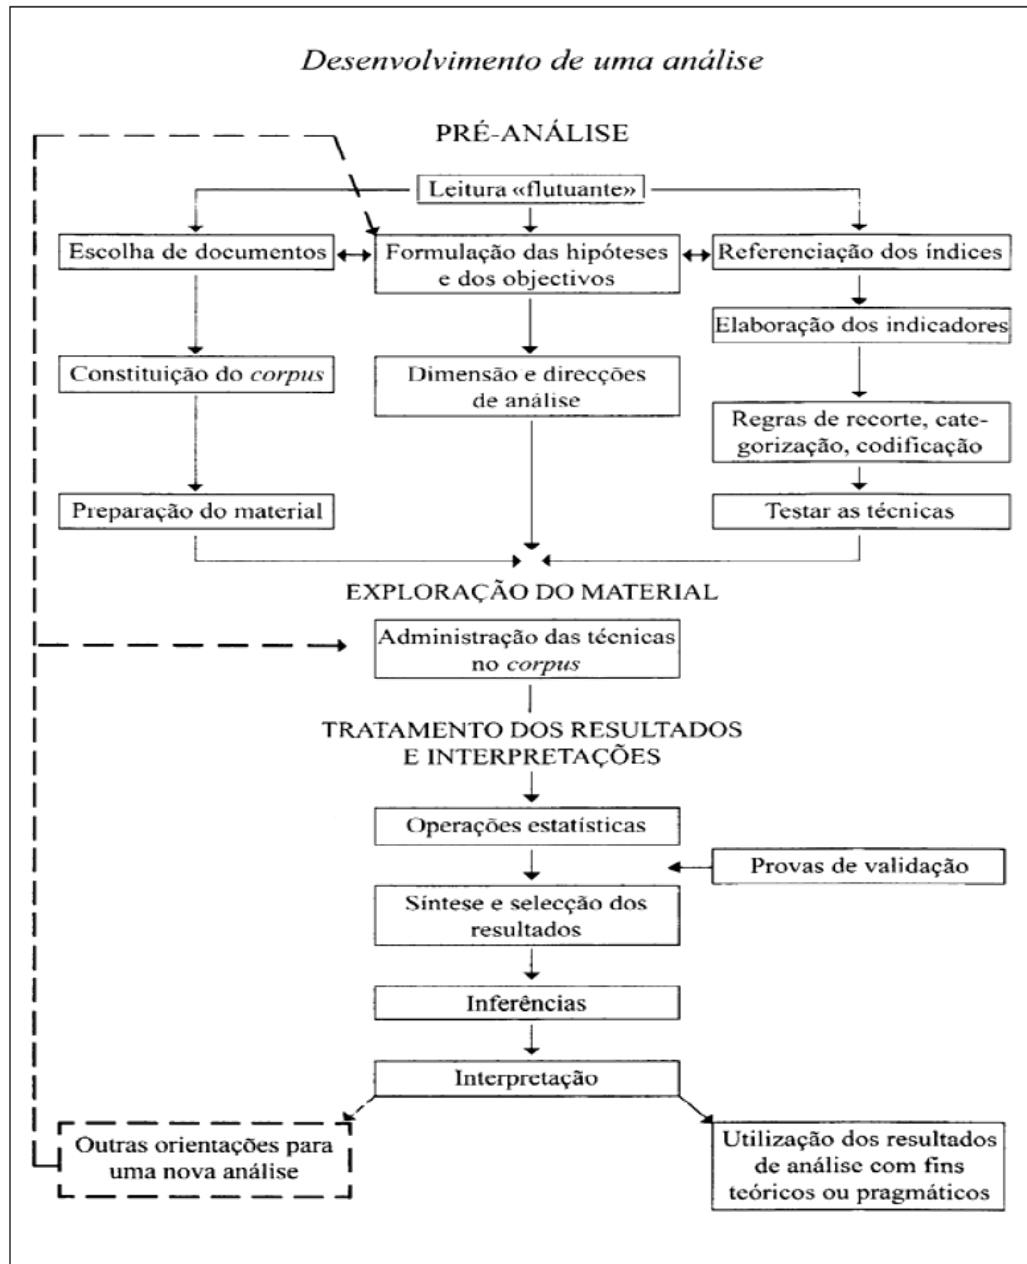 Desenvolvimento de uma análise
PRÉ-ANÁLISE
Leitura «flutuante»
Escolha de documentos
Formulação das hipóteses
e dos objectivos
Referenciação dos índices
Elaboração dos indicadores
Constituição do corpus
Dimensão e direcções
de análise
Regras de recorte, cate-
gorização, codificação
Preparação do material
Testar as técnicas
EXPLORAÇÃO DO MATERIAL
Administração das técnicas
no corpus
TRATAMENTO DOS RESULTADOS
E INTERPRETAÇÕES
Operações estatísticas
Provas de validação
Síntese e selecção dos
resultados
Inferências
Interpretação
Outras orientações para
uma nova análise
Utilização dos resultados
de análise com fins
teóricos ou pragmáticos